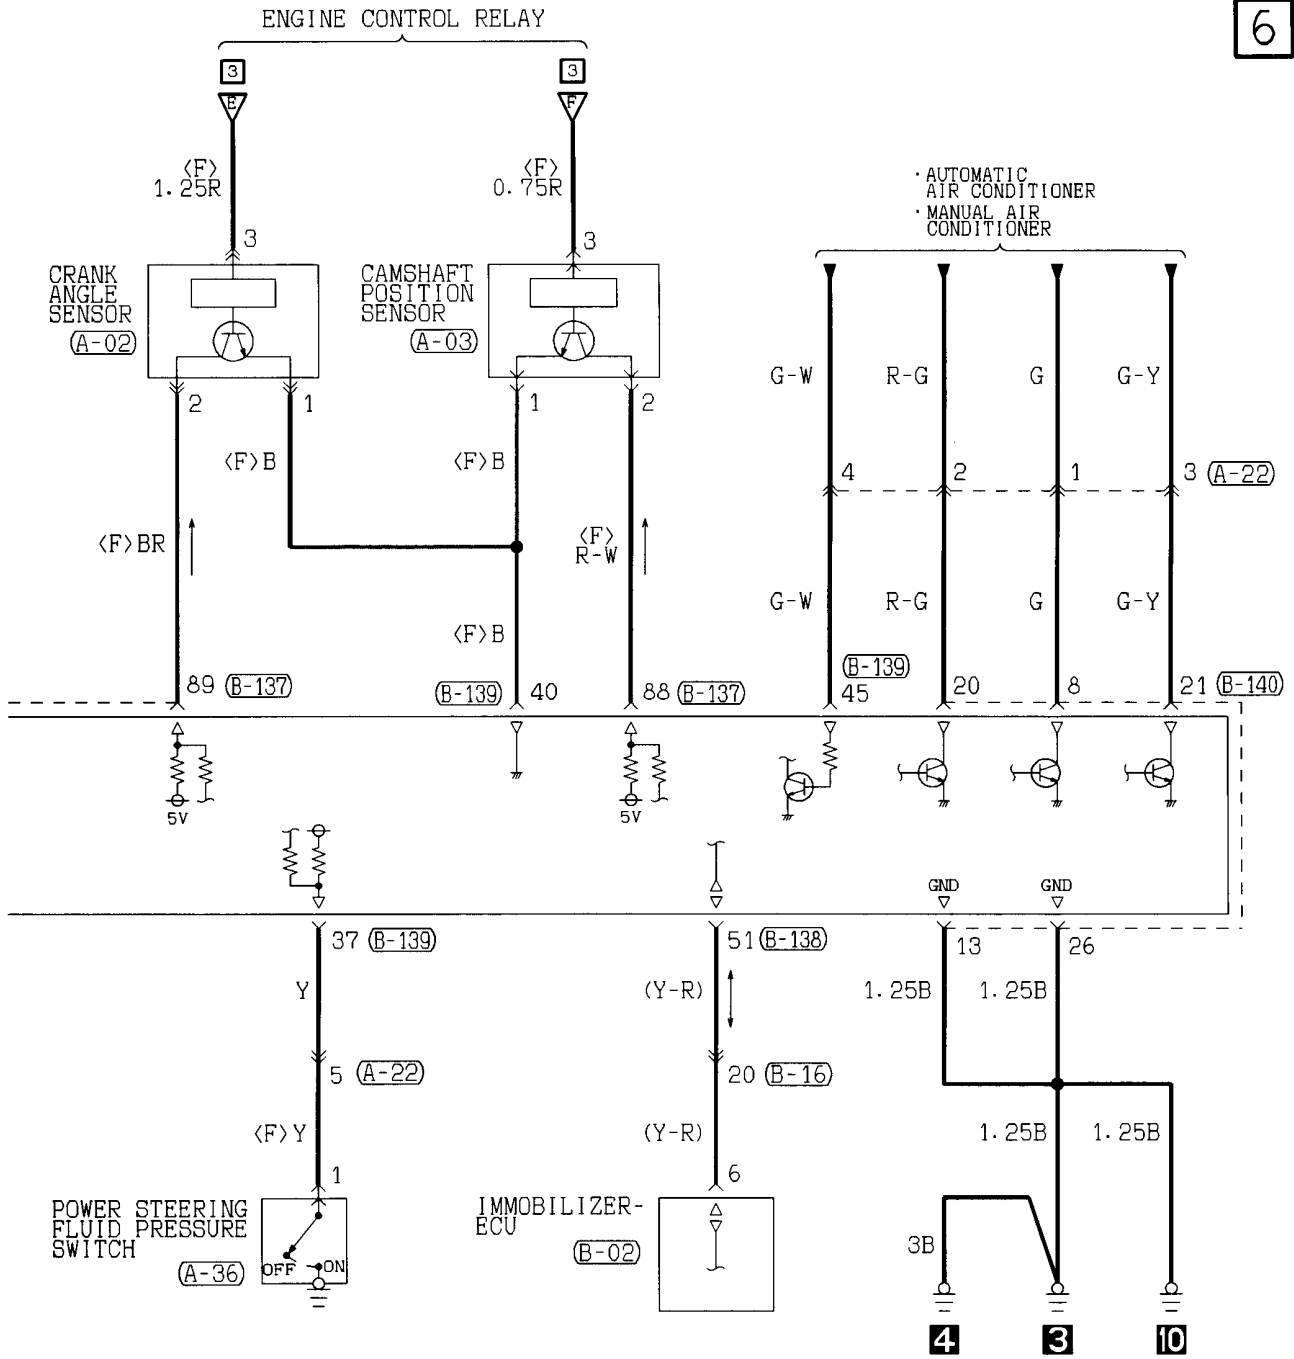 ENGINE CONTROL RELAY
6
3
3
E
F
〈F〉
1.25R
〈F〉
0.75R
· AUTOMATIC
AIR CONDITIONER
· MANUAL AIR
CONDITIONER
3
3
CRANK
ANGLE
SENSOR
A-02
CAMSHAFT
POSITION
SENSOR
A-03
G-W
R-G
G
G-Y
2
1
1
2
〈F〉B
〈F〉B
4
2
1
3
A-22
〈F〉BR
〈F〉
R-W
G-W
R-G
G
G-Y
〈F〉B
89
B-137
B-139
40
88
B-137
B-139
45
20
8
21
B-140
5V
5V
GND
GND
37
B-139
51
B-138
13
26
Y
(Y-R)
1.25B
1.25B
5
A-22
20
B-16
〈F〉Y
(Y-R)
1.25B
1.25B
1
6
POWER STEERING
FLUID PRESSURE
SWITCH
A-36
OFF
ON
IMMOBILIZER-
ECU
B-02
3B
4
3
10